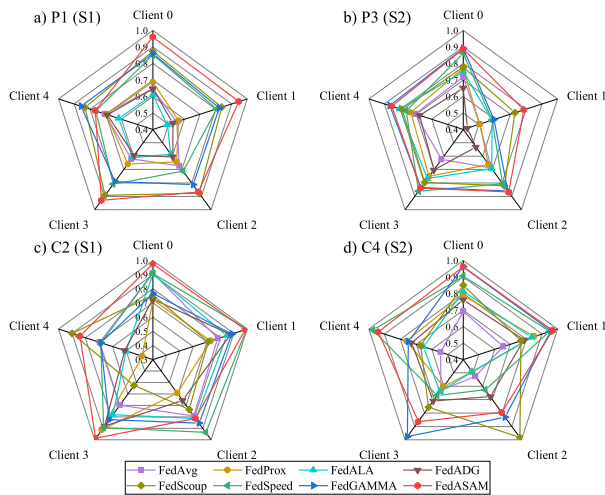 a) P1 (S1)
Client 0
1.0
0.9
0.8
0.7
0.6
0.5
0.4
Client 1
Client 2
Client 3
Client 4
b) P3 (S2)
Client 0
1.0
0.9
0.8
0.7
0.6
0.5
0.4
Client 1
Client 2
Client 3
Client 4
c) C2 (S1)
Client 0
1.0
0.9
0.8
0.7
0.6
0.5
0.4
0.3
Client 1
Client 2
Client 3
Client 4
d) C4 (S2)
Client 0
1.0
0.9
0.8
0.7
0.6
0.5
0.4
0.3
Client 1
Client 2
Client 3
Client 4
FedAvg FedProx FedALA FedADG
FedScoup FedSpeed FedGAMMA FedASAM